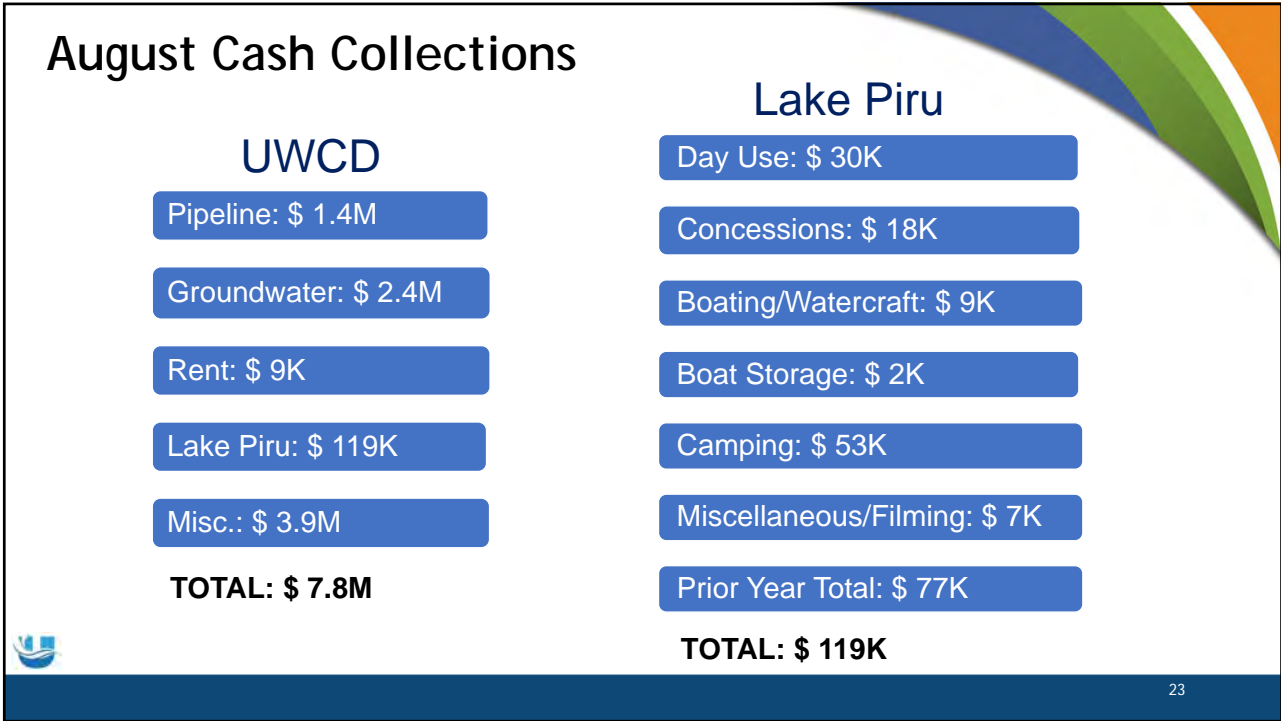 August Cash Collections
UWCD
Pipeline: $ 1.4M
Groundwater: $ 2.4M
Rent: $ 9K
Lake Piru: $ 119K
Misc.: $ 3.9M
TOTAL: $ 7.8M
Lake Piru
Day Use: $ 30K
Concessions: $ 18K
Boating/Watercraft: $ 9K
Boat Storage: $ 2K
Camping: $ 53K
Miscellaneous/Filming: $ 7K
Prior Year Total: $ 77K
TOTAL: $ 119K
23